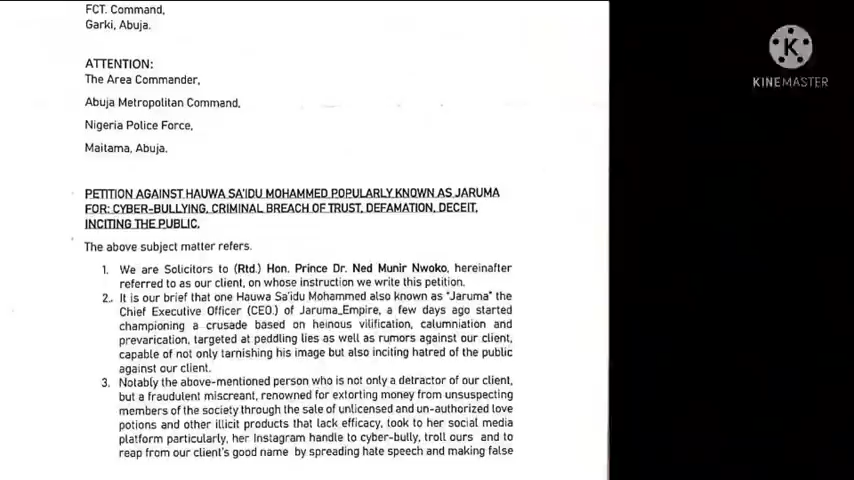 FCT. Command,
Garki, Abuja.
ATTENTION:
The Area Commander,
Abuja Metropolitan Command,
Nigeria Police Force,
Maitama, Abuja.
PETITION AGAINST HAUWA SA'IDU MOHAMMED POPULARLY KNOWN AS JARUMA
FOR: CYBER-BULLYING, CRIMINAL BREACH OF TRUST, DEFAMATION, DECEIT,
INCITING THE PUBLIC.
The above subject matter refers.
1. We are Solicitors to (Rtd.) Hon. Prince Dr. Ned Munir Nwoko, hereinafter
referred to as our client, on whose instruction we write this petition.
2. It is our brief that one Hauwa Sa'idu Mohammed also known as "Jaruma" the
Chief Executive Officer (CEO.) of Jaruma_Empire, a few days ago started
championing a crusade based on heinous vilification, calumniation and
prevarication, targeted at peddling lies as well as rumors against our client,
capable of not only tarnishing his image but also inciting hatred of the public
against our client.
3. Notably the above-mentioned person who is not only a detractor of our client,
but a fraudulent miscreant, renowned for extorting money from unsuspecting
members of the society through the sale of unlicensed and un-authorized love
potions and other illicit products that lack efficacy, took to her social media
platform particularly, her Instagram handle to cyber-bully, troll ours and to
reap from our client's good name by spreading hate speech and making false
K
KINEMASTER